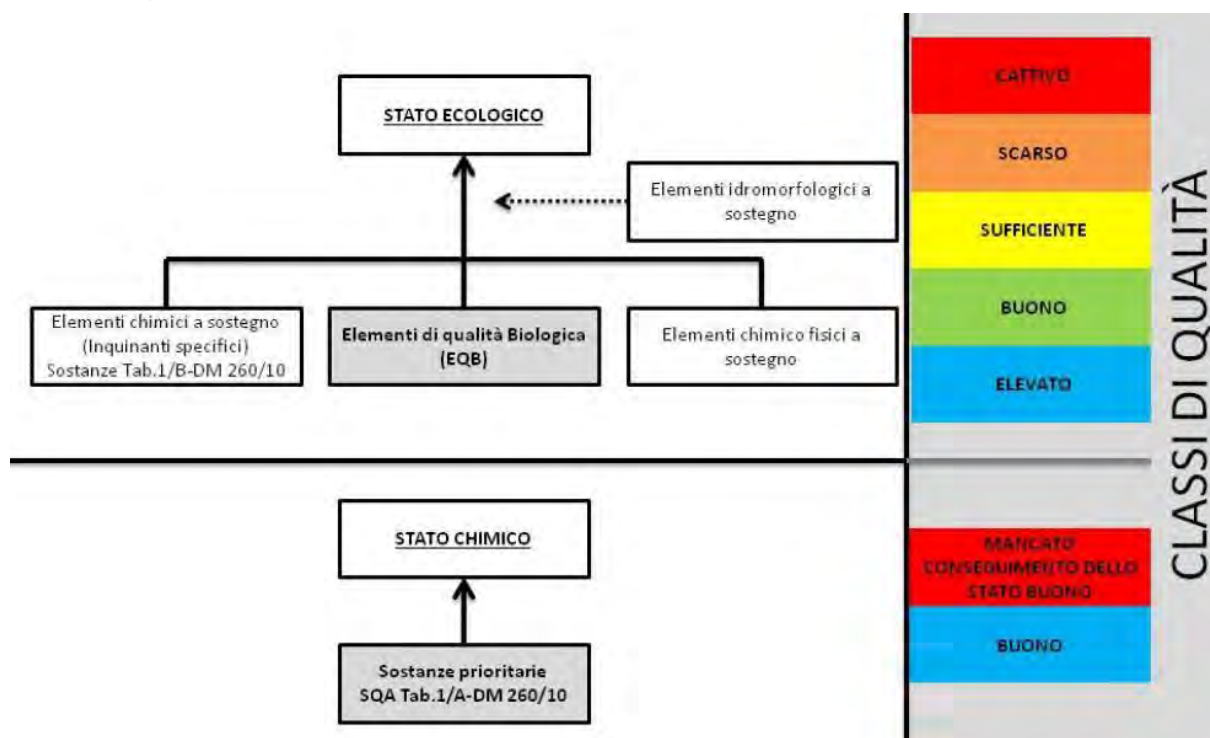 STATO ECOLOGICO
Elementi idromorfologici a
sostegno
Elementi chimici a sostegno
(Inquinanti specifici)
Sostanze Tab.1/B-DM 260/10
Elementi di qualità Biologica
(EQB)
Elementi chimico fisici a
sostegno
CATTIVO
SCARSO
SUFFICIENTE
BUONO
ELEVATO
STATO CHIMICO
Sostanze prioritarie
SQA Tab.1/A-DM 260/10
MANCATO
CONSEGUIMENTO DELLO
STATO BUONO
BUONO
CLASSI DI QUALITÀ